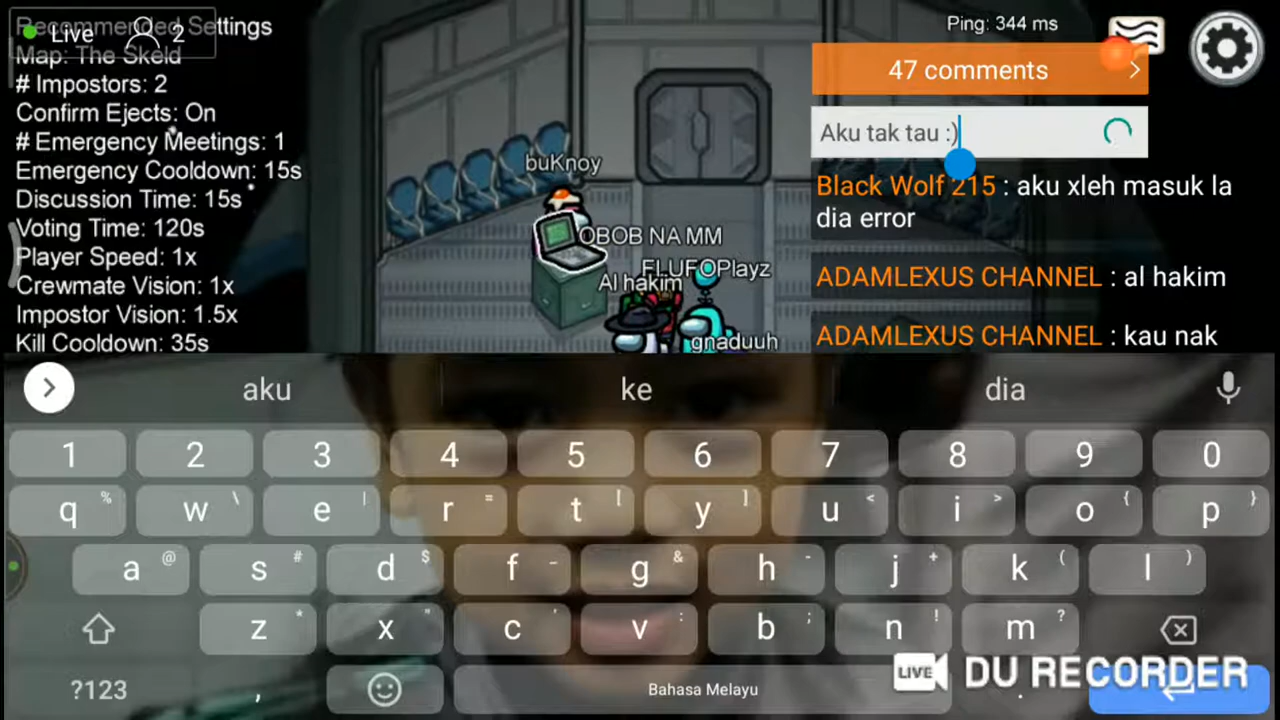 Recommended Settings
Live 2
Map: The Skeld
# Impostors: 2
Confirm Ejects: On
# Emergency Meetings: 1
Emergency Cooldown: 15s
Discussion Time: 15s
Voting Time: 120s
Player Speed: 1x
Crewmate Vision: 1x
Impostor Vision: 1.5x
Kill Cooldown: 35s
buKnoy
OBOB NA MM
FLUFOPlayz
Al hakim
gnaduuh
Ping: 344 ms
47 comments >
Aku tak tau :)
Black Wolf 215 : aku xleh masuk la
dia error
ADAMLEXUS CHANNEL : al hakim
ADAMLEXUS CHANNEL : kau nak
aku ke dia
1 2 3 4 5 6 7 8 9 0
q % w \ e | r = t [ y ] u < i > o { p }
a @ s # d $ f - g & h - j + k ( l )
z * x " c ' v : b ; n ! m ?
?123 , Bahasa Melayu .
LIVE DU RECORDER